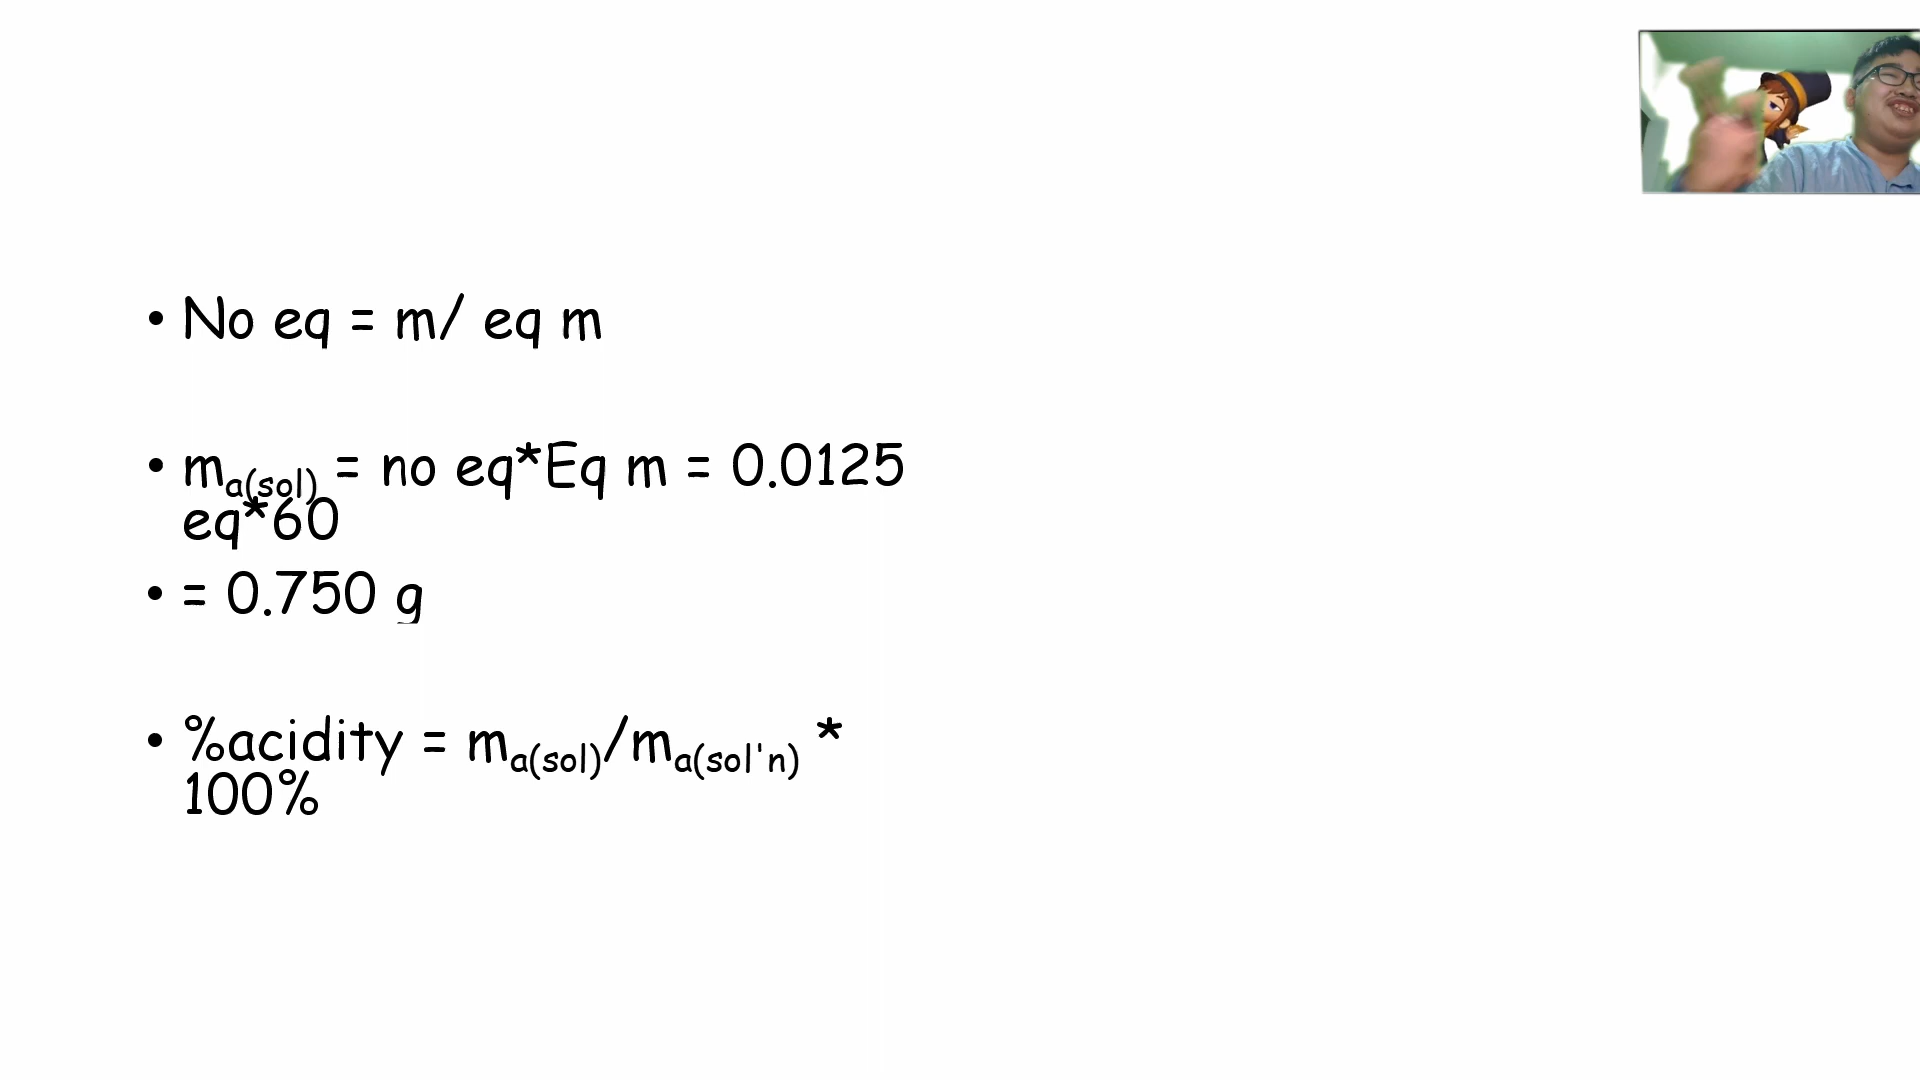 • No eq = m/ eq m
• mₐ(sol) = no eq*Eq m = 0.0125
eq*60
• = 0.750 g
• %acidity = mₐ(sol)/mₐ(sol'n) *
100%